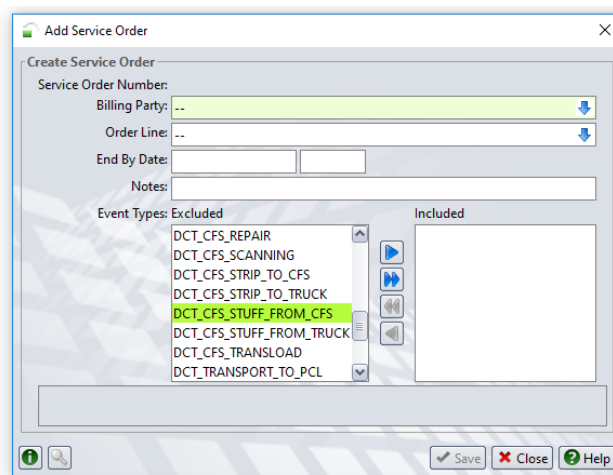 Add Service Order
Create Service Order
Service Order Number:
Billing Party: --
Order Line: --
End By Date:
Notes:
Event Types: Excluded Included
DCT_CFS_REPAIR
DCT_CFS_SCANNING
DCT_CFS_STRIP_TO_CFS
DCT_CFS_STRIP_TO_TRUCK
DCT_CFS_STUFF_FROM_CFS
DCT_CFS_STUFF_FROM_TRUCK
DCT_CFS_TRANSLOAD
DCT_TRANSPORT_TO_PCL
Save Close Help